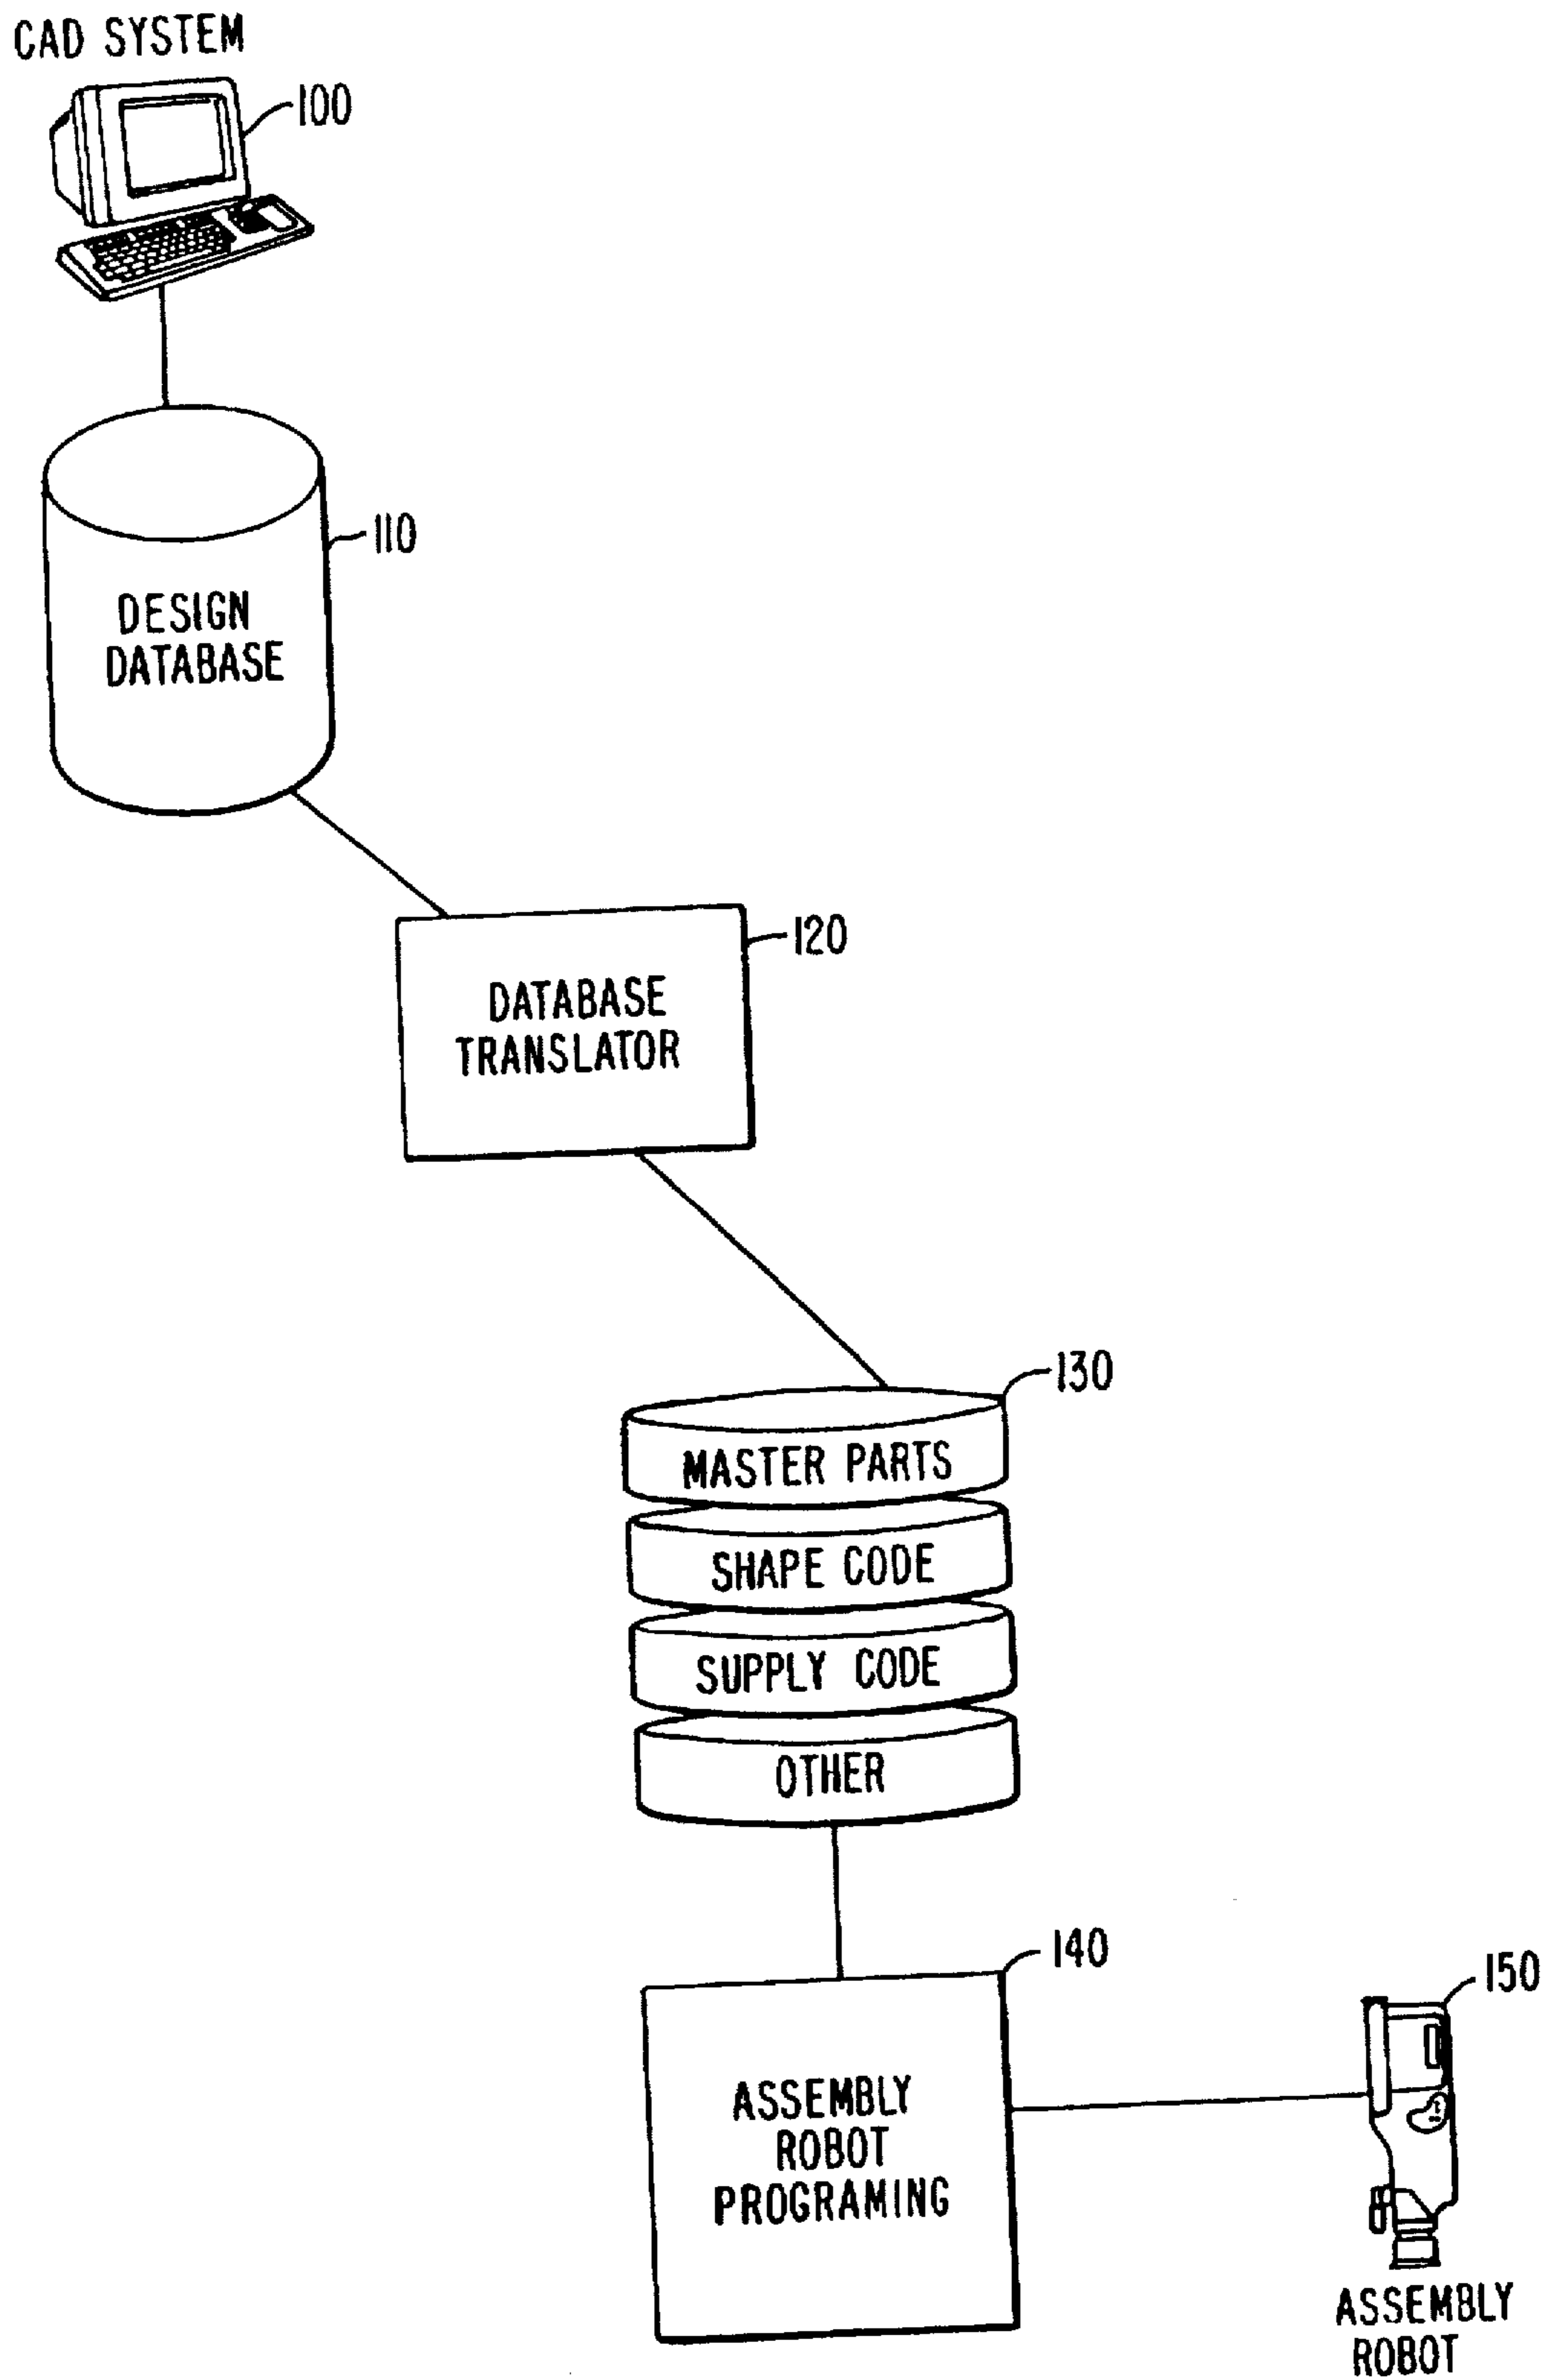 CAD SYSTEM
100
110
DESIGN
DATABASE
120
DATABASE
TRANSLATOR
130
MASTER PARTS
SHAPE CODE
SUPPLY CODE
OTHER
140
150
ASSEMBLY
ROBOT
PROGRAMING
ASSEMBLY
ROBOT